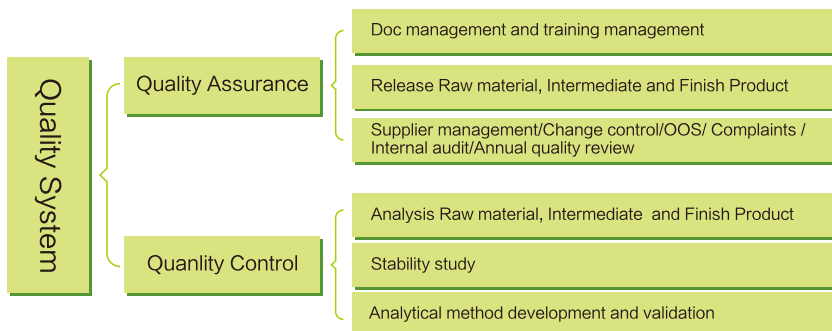 Quality System
Quality Assurance
Doc management and training management
Release Raw material, Intermediate and Finish Product
Supplier management/Change control/OOS/ Complaints /
Internal audit/Annual quality review
Quanlity Control
Analysis Raw material, Intermediate and Finish Product
Stability study
Analytical method development and validation